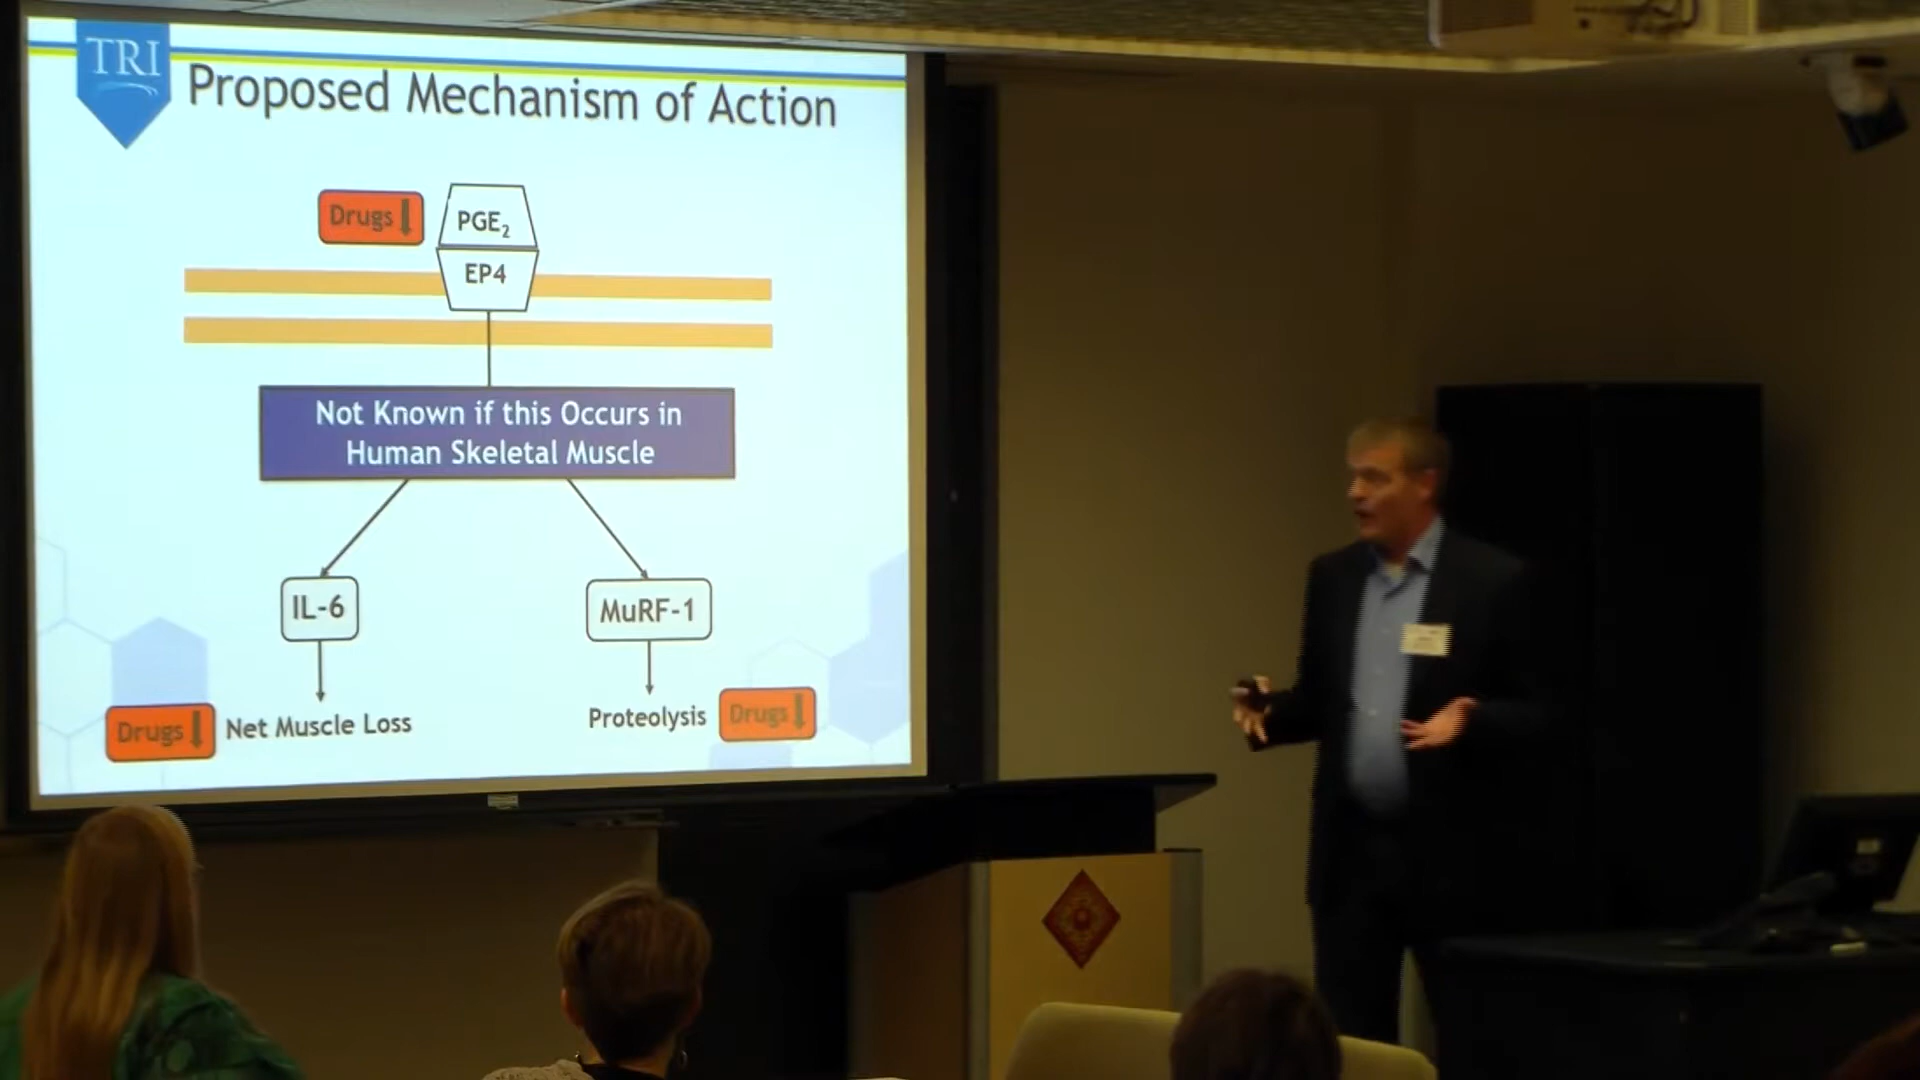 TRI
Proposed Mechanism of Action
Drugs
PGE2
EP4
Not Known if this Occurs in
Human Skeletal Muscle
IL-6
MuRF-1
Drugs
Net Muscle Loss
Proteolysis
Drugs